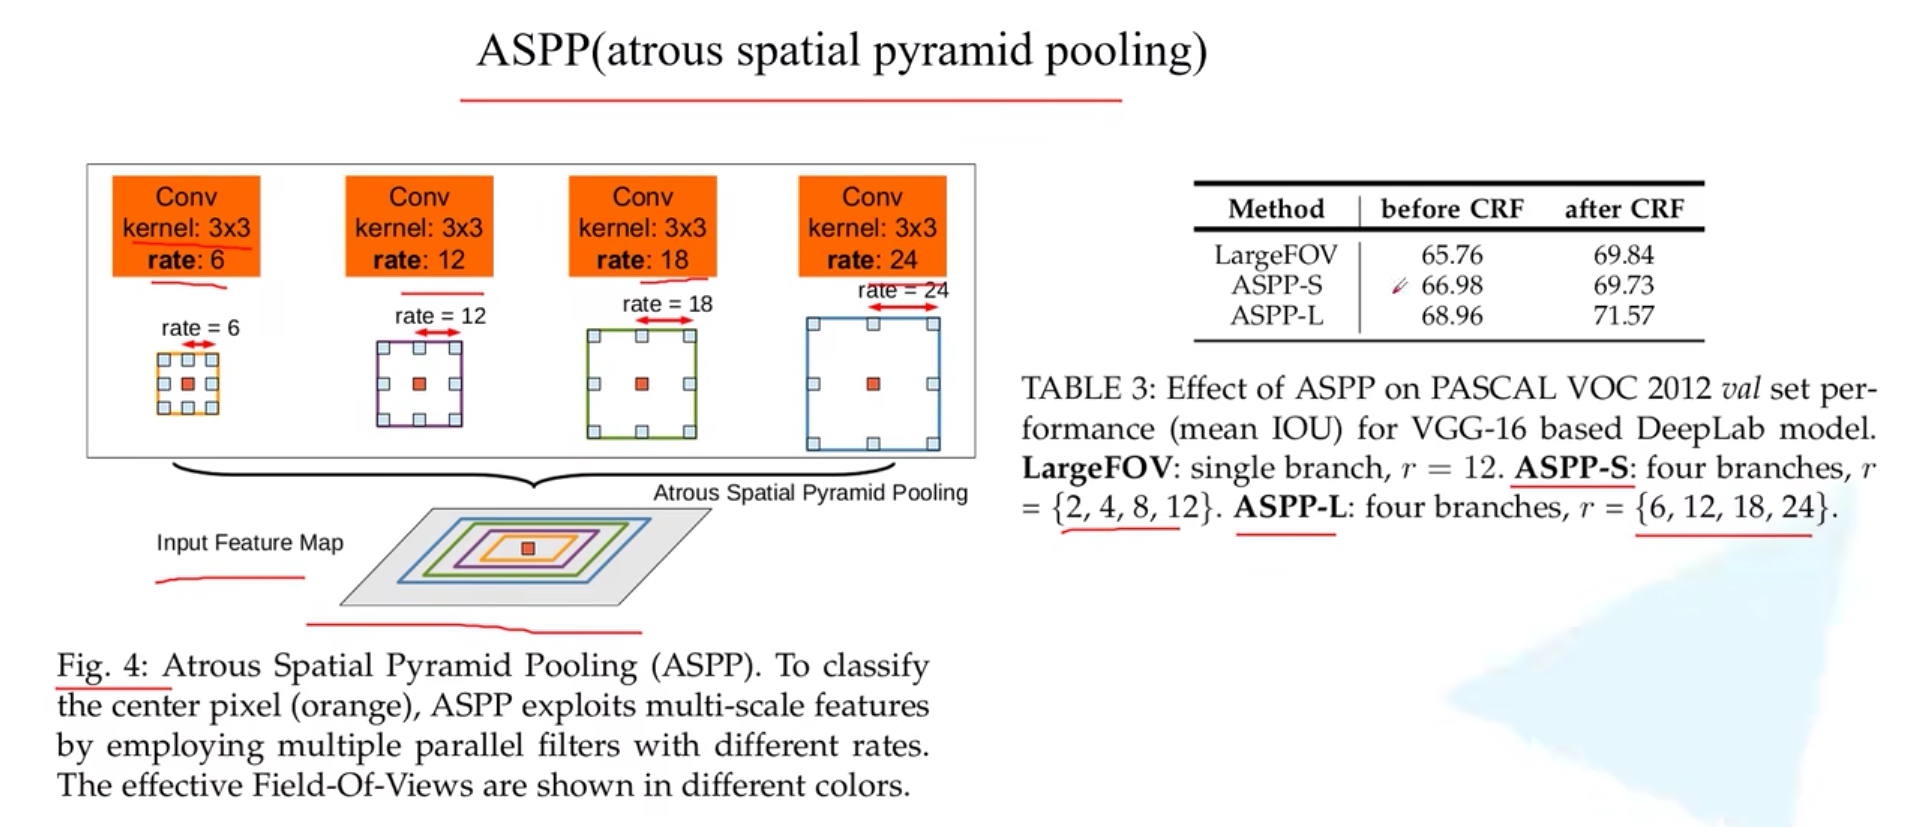 ASPP(atrous spatial pyramid pooling)
Conv
kernel: 3x3
rate: 6
Conv
kernel: 3x3
rate: 12
Conv
kernel: 3x3
rate: 18
Conv
kernel: 3x3
rate: 24
rate = 6
rate = 12
rate = 18
rate = 24
Atrous Spatial Pyramid Pooling
Input Feature Map
Fig. 4: Atrous Spatial Pyramid Pooling (ASPP). To classify
the center pixel (orange), ASPP exploits multi-scale features
by employing multiple parallel filters with different rates.
The effective Field-Of-Views are shown in different colors.
Method before CRF after CRF
LargeFOV 65.76 69.84
ASPP-S 66.98 69.73
ASPP-L 68.96 71.57
TABLE 3: Effect of ASPP on PASCAL VOC 2012 val set per-
formance (mean IOU) for VGG-16 based DeepLab model.
LargeFOV: single branch, r = 12. ASPP-S: four branches, r
= {2, 4, 8, 12}. ASPP-L: four branches, r = {6, 12, 18, 24}.